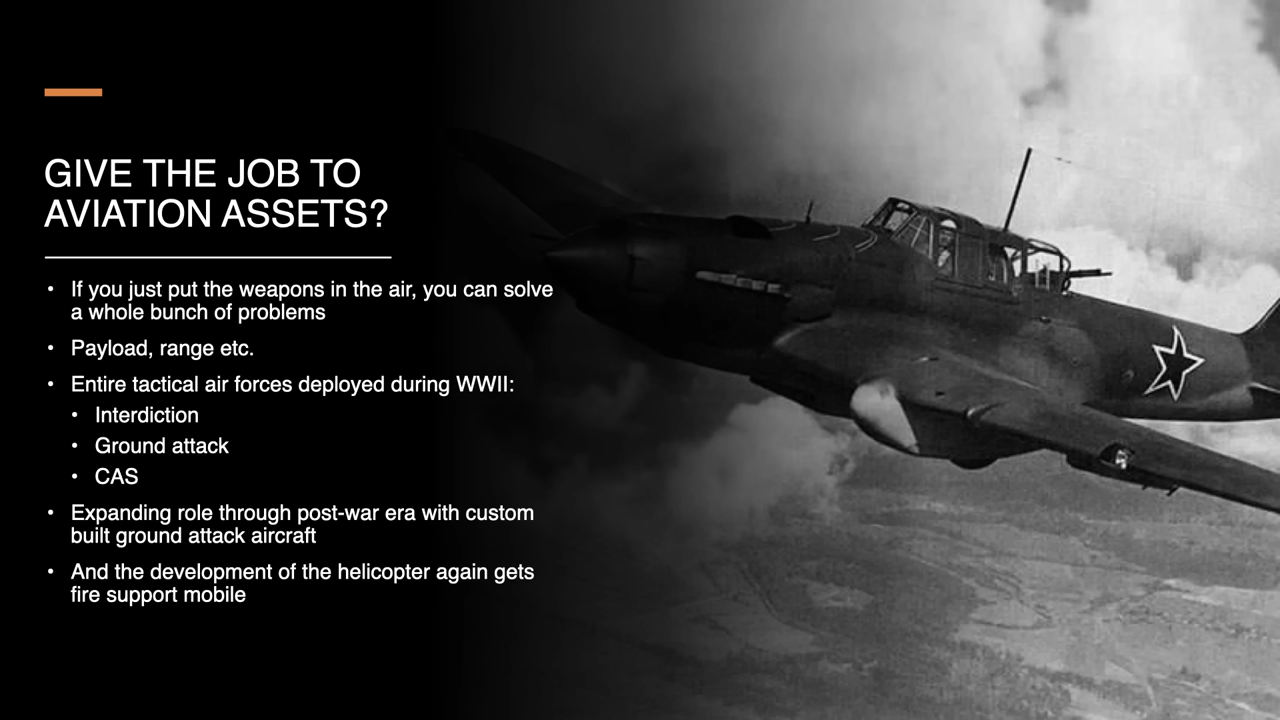 GIVE THE JOB TO
AVIATION ASSETS?
• If you just put the weapons in the air, you can solve
a whole bunch of problems
• Payload, range etc.
• Entire tactical air forces deployed during WWII:
• Interdiction
• Ground attack
• CAS
• Expanding role through post-war era with custom
built ground attack aircraft
• And the development of the helicopter again gets
fire support mobile